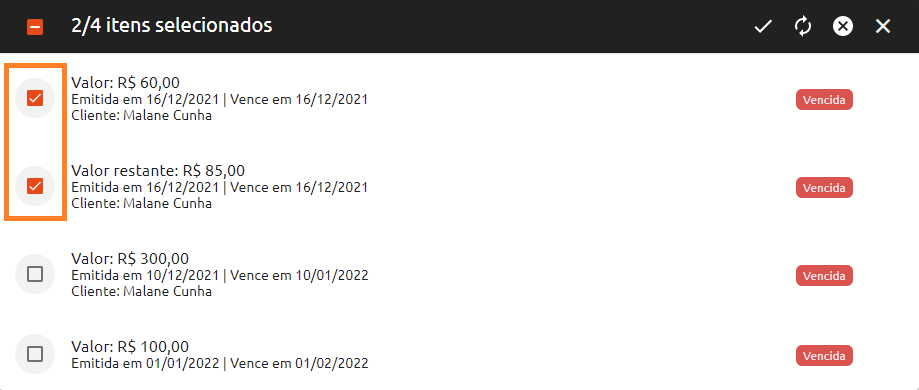 2/4 itens selecionados
Valor: R$ 60,00
Emitida em 16/12/2021 | Vence em 16/12/2021
Cliente: Malane Cunha
Vencida
Valor restante: R$ 85,00
Emitida em 16/12/2021 | Vence em 16/12/2021
Cliente: Malane Cunha
Vencida
Valor: R$ 300,00
Emitida em 10/12/2021 | Vence em 10/01/2022
Cliente: Malane Cunha
Vencida
Valor: R$ 100,00
Emitida em 01/01/2022 | Vence em 01/02/2022
Vencida